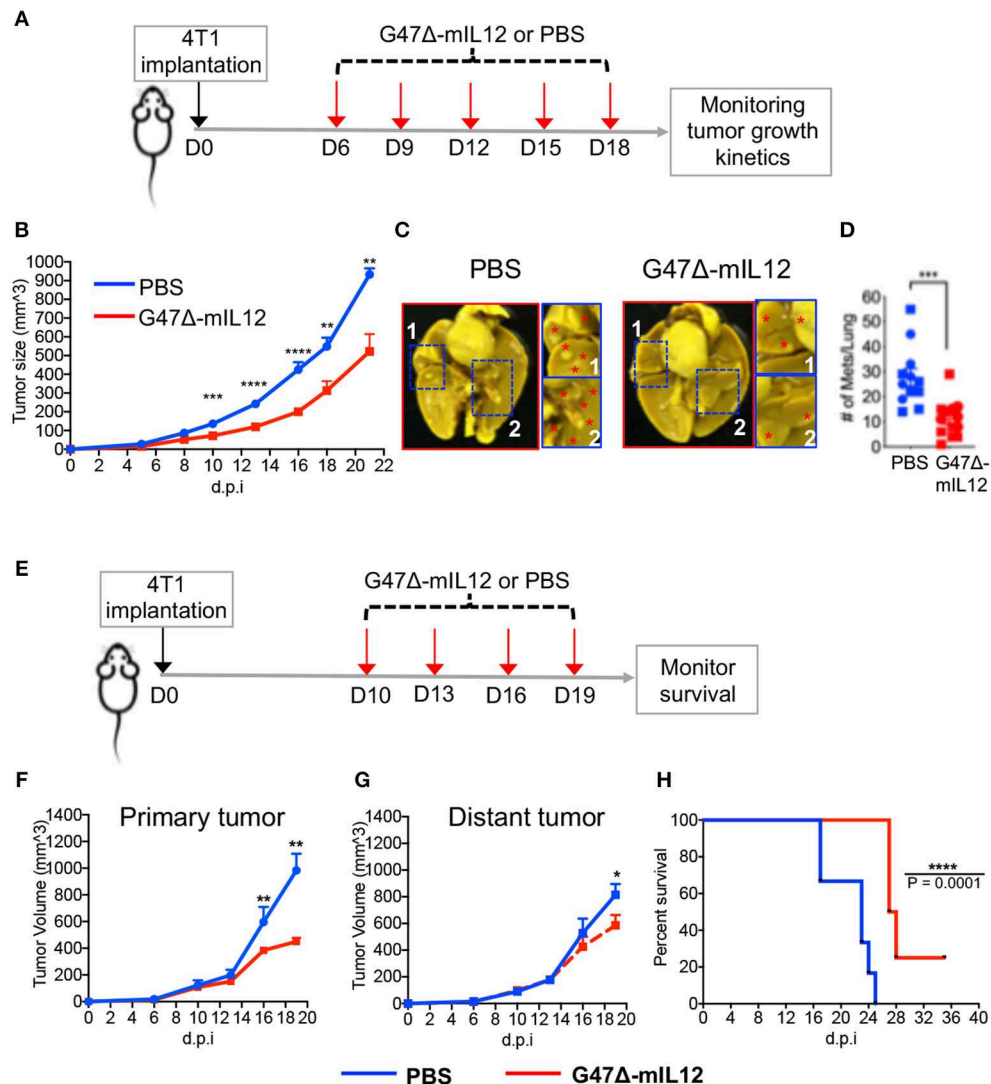 A
4T1
implantation
G47Δ-mIL12 or PBS
D0
D6
D9
D12
D15
D18
Monitoring
tumor growth
kinetics
B
Tumor size (mm^3)
1000
900
800
700
600
500
400
300
200
100
0
PBS
G47Δ-mIL12
***
****
****
**
**
0 2 4 6 8 10 12 14 16 18 20 22
d.p.i
C
PBS
G47Δ-mIL12
1
2
1
2
1
2
1
2
D
# of Mets/Lung
60
50
40
30
20
10
0
***
PBS
G47Δ-
mIL12
E
4T1
implantation
G47Δ-mIL12 or PBS
D0
D10
D13
D16
D19
Monitor
survival
F
Primary tumor
Tumor Volume (mm^3)
1400
1200
1000
800
600
400
200
0
**
**
0 2 4 6 8 10 12 14 16 18 20
d.p.i
G
Distant tumor
Tumor Volume (mm^3)
1400
1200
1000
800
600
400
200
0
*
0 2 4 6 8 10 12 14 16 18 20
d.p.i
H
Percent survival
100
80
60
40
20
0
****
P = 0.0001
0 4 8 12 16 20 24 28 32 36 40
d.p.i
PBS
G47Δ-mIL12